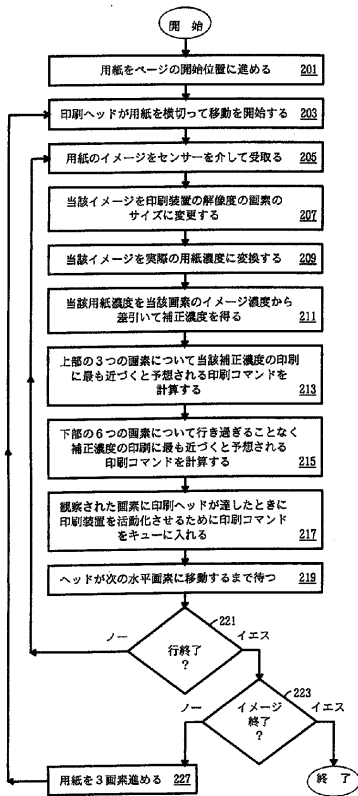 開 始
用紙をページの開始位置に進める 201
印刷ヘッドが用紙を横切って移動を開始する 203
用紙のイメージをセンサーを介して受取る 205
当該イメージを印刷装置の解像度の画素の
サイズに変更する 207
当該イメージを実際の用紙濃度に変換する 209
当該用紙濃度を当該画素のイメージ濃度から
差引いて補正濃度を得る 211
上部の3つの画素について当該補正濃度の印刷
に最も近づくと予想される印刷コマンドを
計算する 213
下部の6つの画素について行き過ぎることなく
補正濃度の印刷に最も近づくと予想される
印刷コマンドを計算する 215
観察された画素に印刷ヘッドが達したときに
印刷装置を活動化させるために印刷コマンド
をキューに入れる 217
ヘッドが次の水平画素に移動するまで待つ 219
221
ノー
イエス
行終了
?
223
ノー
イエス
イメージ
終了
?
用紙を3画素進める 227
終 了